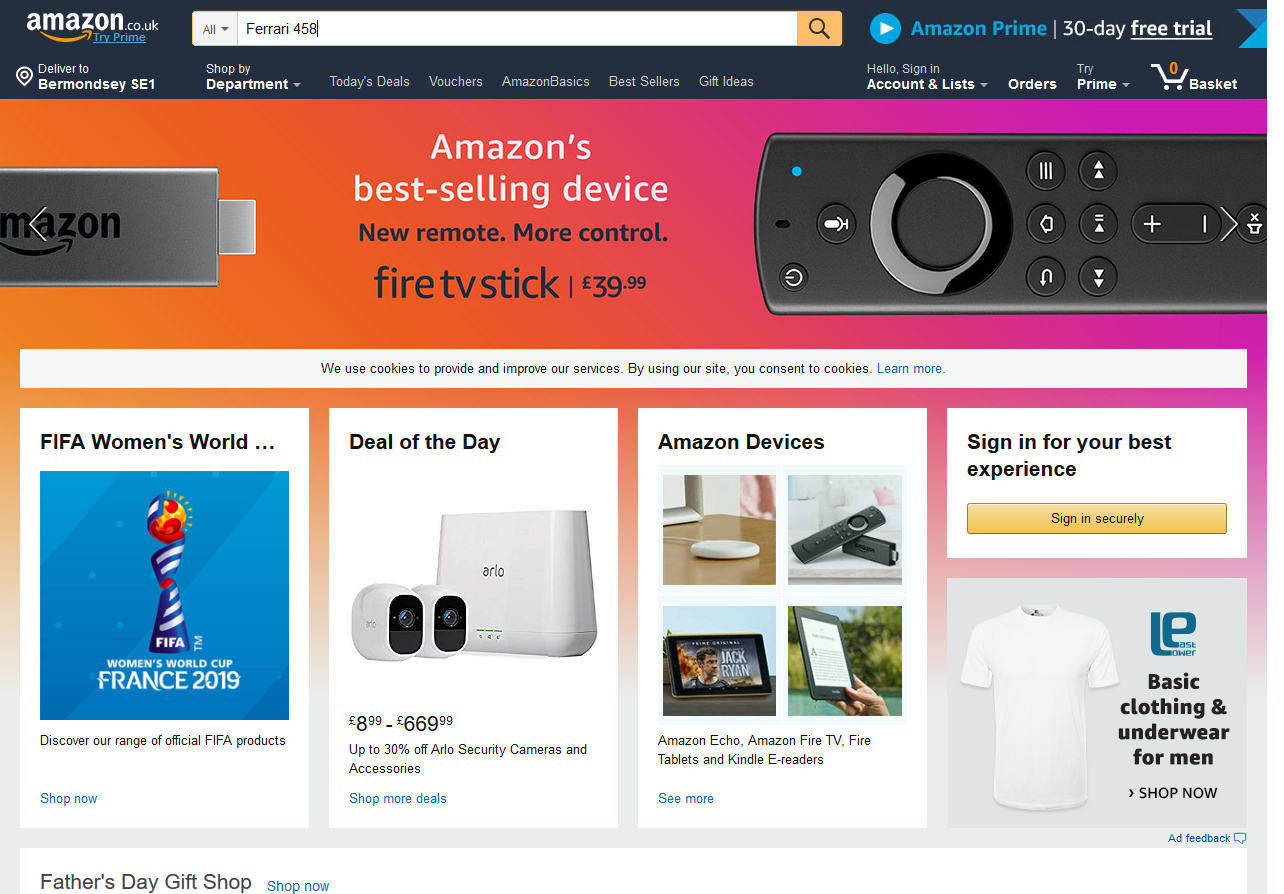 amazon.co.uk
Try Prime
All
Ferrari 458
Amazon Prime | 30-day free trial
Deliver to
Bermondsey SE1
Shop by
Department
Today's Deals
Vouchers
AmazonBasics
Best Sellers
Gift Ideas
Hello, Sign in
Account & Lists
Orders
Try
Prime
0
Basket
amazon
Amazon's
best-selling device
New remote. More control.
fire tv stick | £39.99
We use cookies to provide and improve our services. By using our site, you consent to cookies. Learn more.
FIFA Women's World …
FIFA TM
WOMEN'S WORLD CUP
FRANCE 2019
Discover our range of official FIFA products
Shop now
Deal of the Day
arlo
arlo
£8.99 - £669.99
Up to 30% off Arlo Security Cameras and
Accessories
Shop more deals
Amazon Devices
amazon
PRIME ORIGINAL
JACK
RYAN
Amazon Echo, Amazon Fire TV, Fire
Tablets and Kindle E-readers
See more
Sign in for your best
experience
Sign in securely
East
Lower
Basic
clothing &
underwear
for men
› SHOP NOW
Ad feedback
Father's Day Gift Shop
Shop now